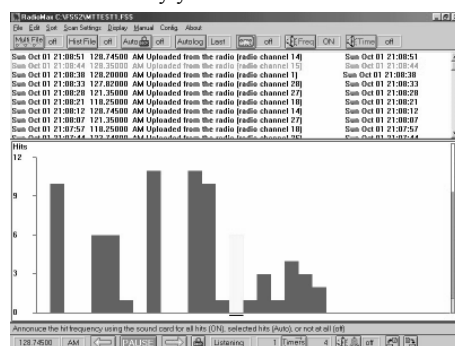 RadioMax C:\FSS2\MTTEST1.FSS
File Edit Sort Scan Settings Display Manual Config About
Multi File off Hist File off Auto off Autolog Last off Freq ON Time off
Sun Oct 01 21:08:51 128.74500 AM Uploaded from the radio [radio channel 14] Sun Oct 01 21:08:51
Sun Oct 01 21:08:44 AM Uploaded from the radio [radio channel 15] Sun Oct 01 21:08:44
Sun Oct 01 21:08:38 128.20000 AM Uploaded from the radio [radio channel 1] Sun Oct 01 21:08:38
Sun Oct 01 21:08:33 127.82000 AM Uploaded from the radio [radio channel 20] Sun Oct 01 21:08:33
Sun Oct 01 21:08:28 121.35000 AM Uploaded from the radio [radio channel 27] Sun Oct 01 21:08:28
Sun Oct 01 21:08:21 118.25000 AM Uploaded from the radio [radio channel 10] Sun Oct 01 21:08:21
Sun Oct 01 21:08:12 128.74500 AM Uploaded from the radio [radio channel 14] Sun Oct 01 21:08:12
Sun Oct 01 21:08:07 121.35000 AM Uploaded from the radio [radio channel 27] Sun Oct 01 21:08:07
Sun Oct 01 21:07:57 118.25000 AM Uploaded from the radio [radio channel 10] Sun Oct 01 21:07:57
Hits
12
9
6
3
0
Annonuce the hit frequency using the sound card for all hits (ON), selected hits (Auto), or not at all (off)
128.74500 AM PAUSE Listening 1 Timers 4 off